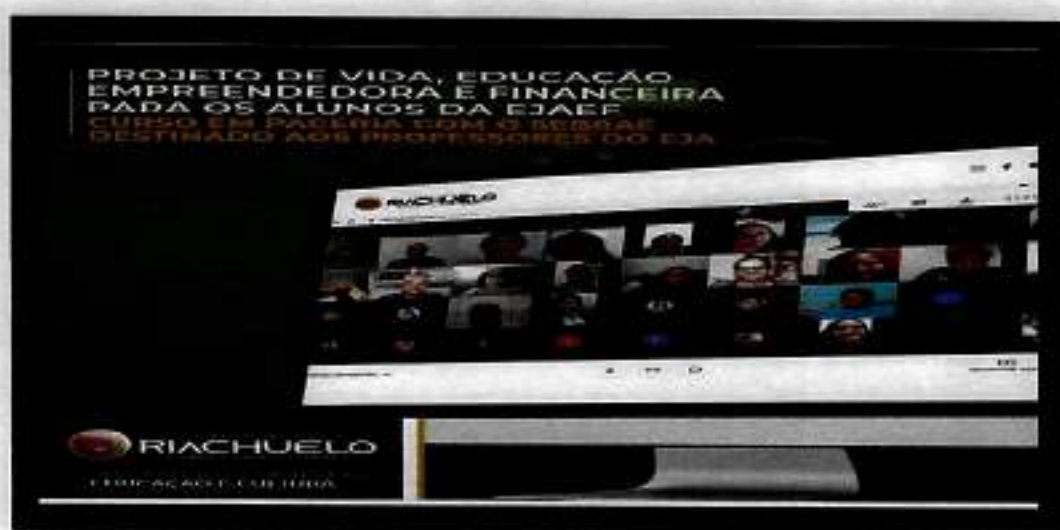 PROJETO DE VIDA, EDUCAÇÃO
EMPREENDEDORA E FINANCEIRA
PARA OS ALUNOS DA EJAEF
CURSO EM PACERIA COM O SEBRAE
DESTINADO AOS PROFESSORES DO EJA
RIACHUELO
RIACHUELO
EDUCAÇÃO E CULTURA